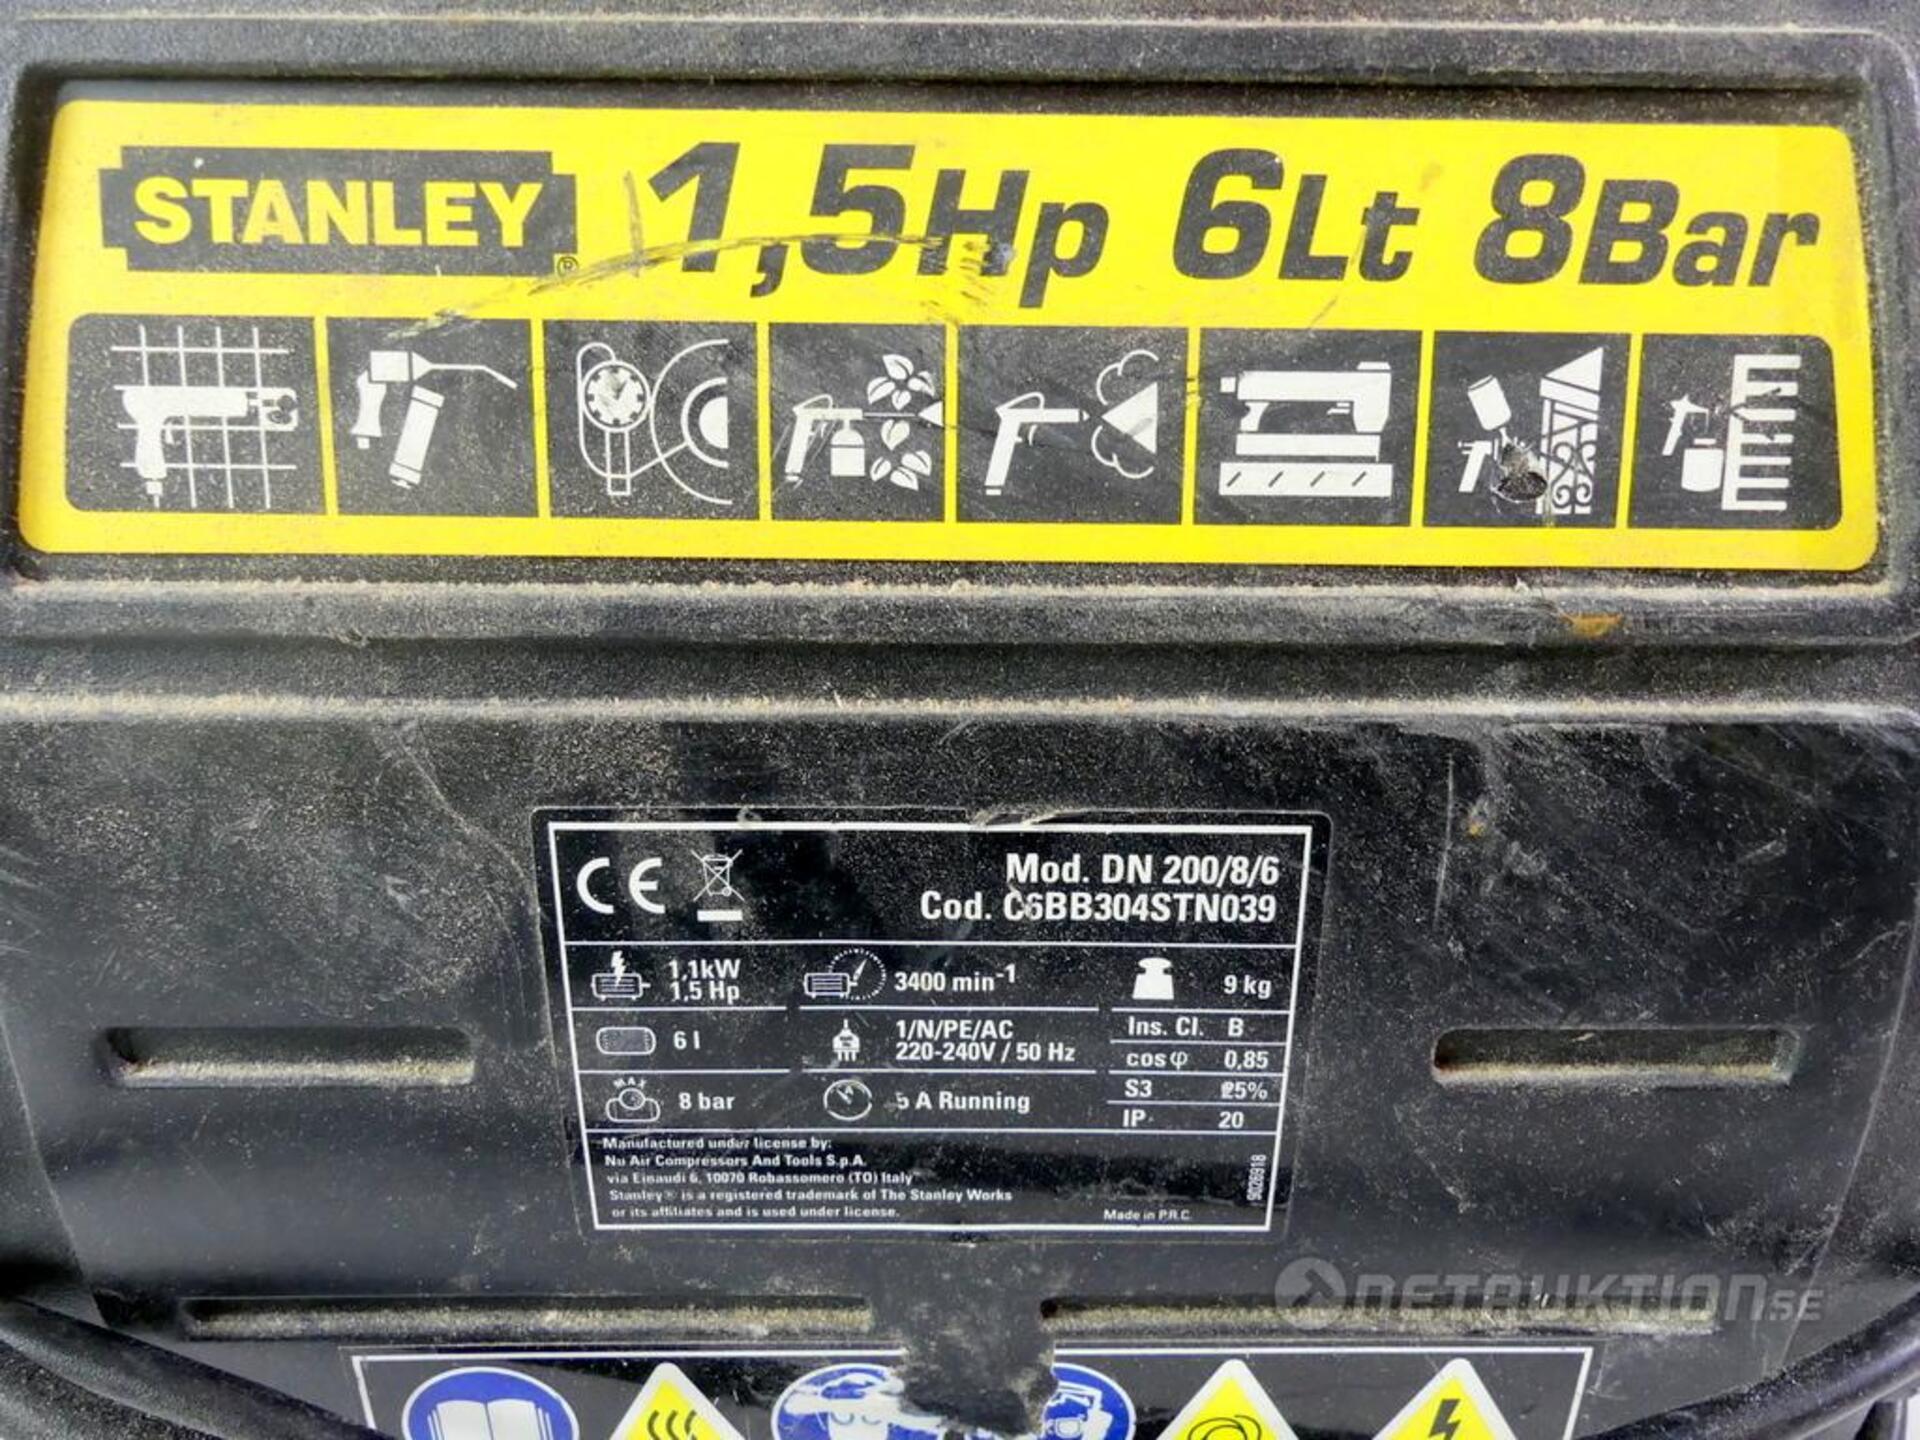 STANLEY® 1,5Hp 6Lt 8Bar
CE
Mod. DN 200/8/6
Cod. C6BB304STN039
1,1kW
1,5 Hp
3400 min-1
9 kg
6 l
1/N/PE/AC
220-240V / 50 Hz
Ins. Cl. B
cosφ 0,85
MAX
8 bar
A
5 A Running
S3 25%
IP 20
Manufactured under license by:
Nu Air Compressors And Tools S.p.A.
via Einaudi 6, 10070 Robassomero (TO) Italy
Stanley® is a registered trademark of The Stanley Works
or its affiliates and is used under license.
Made in P.R.C.
9026918
NETAUKTION.SE